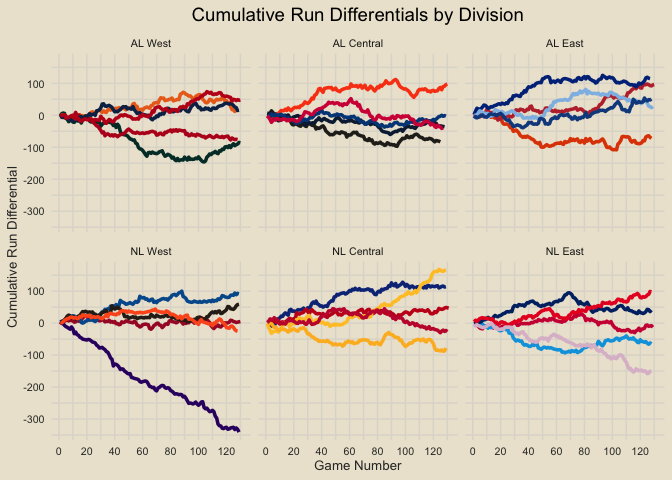 Cumulative Run Differentials by Division
AL West
AL Central
AL East
100
0
-100
-200
-300
NL West
NL Central
NL East
100
0
-100
-200
-300
Cumulative Run Differential
0 20 40 60 80 100 120
0 20 40 60 80 100 120
0 20 40 60 80 100 120
Game Number